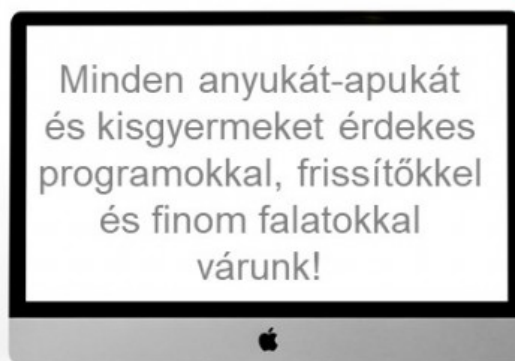 Minden anyukát-apukát
és kisgyermeket érdekes
programokkal, frissítőkkel
és finom falatokkal
várunk!